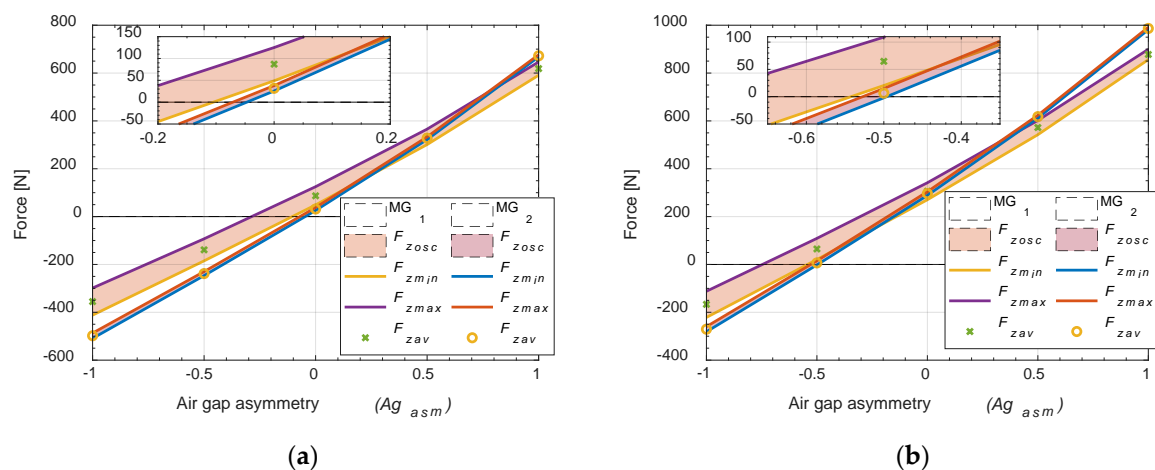 800
600
400
200
0
-200
-400
-600
-1
-0.5
0
0.5
1
Force [N]
Air gap asymmetry (Ag asm)
150
100
50
0
-50
-0.2
0
0.2
MG 1 MG 2
F zosc F zosc
F zmin F zmin
F zmax F zmax
F zav F zav
(a)
1000
800
600
400
200
0
-200
-400
-1
-0.5
0
0.5
1
Force [N]
Air gap asymmetry (Ag asm)
100
50
0
-50
-0.6
-0.5
-0.4
MG 1 MG 2
F zosc F zosc
F zmin F zmin
F zmax F zmax
F zav F zav
(b)